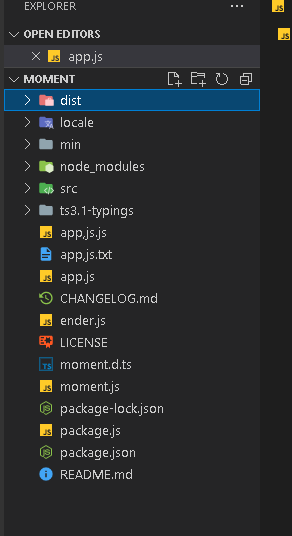 EXPLORER
OPEN EDITORS
app.js
MOMENT
dist
locale
min
node_modules
src
ts3.1-typings
app,js.js
app,js.txt
app.js
CHANGELOG.md
ender.js
LICENSE
moment.d.ts
moment.js
package-lock.json
package.js
package.json
README.md